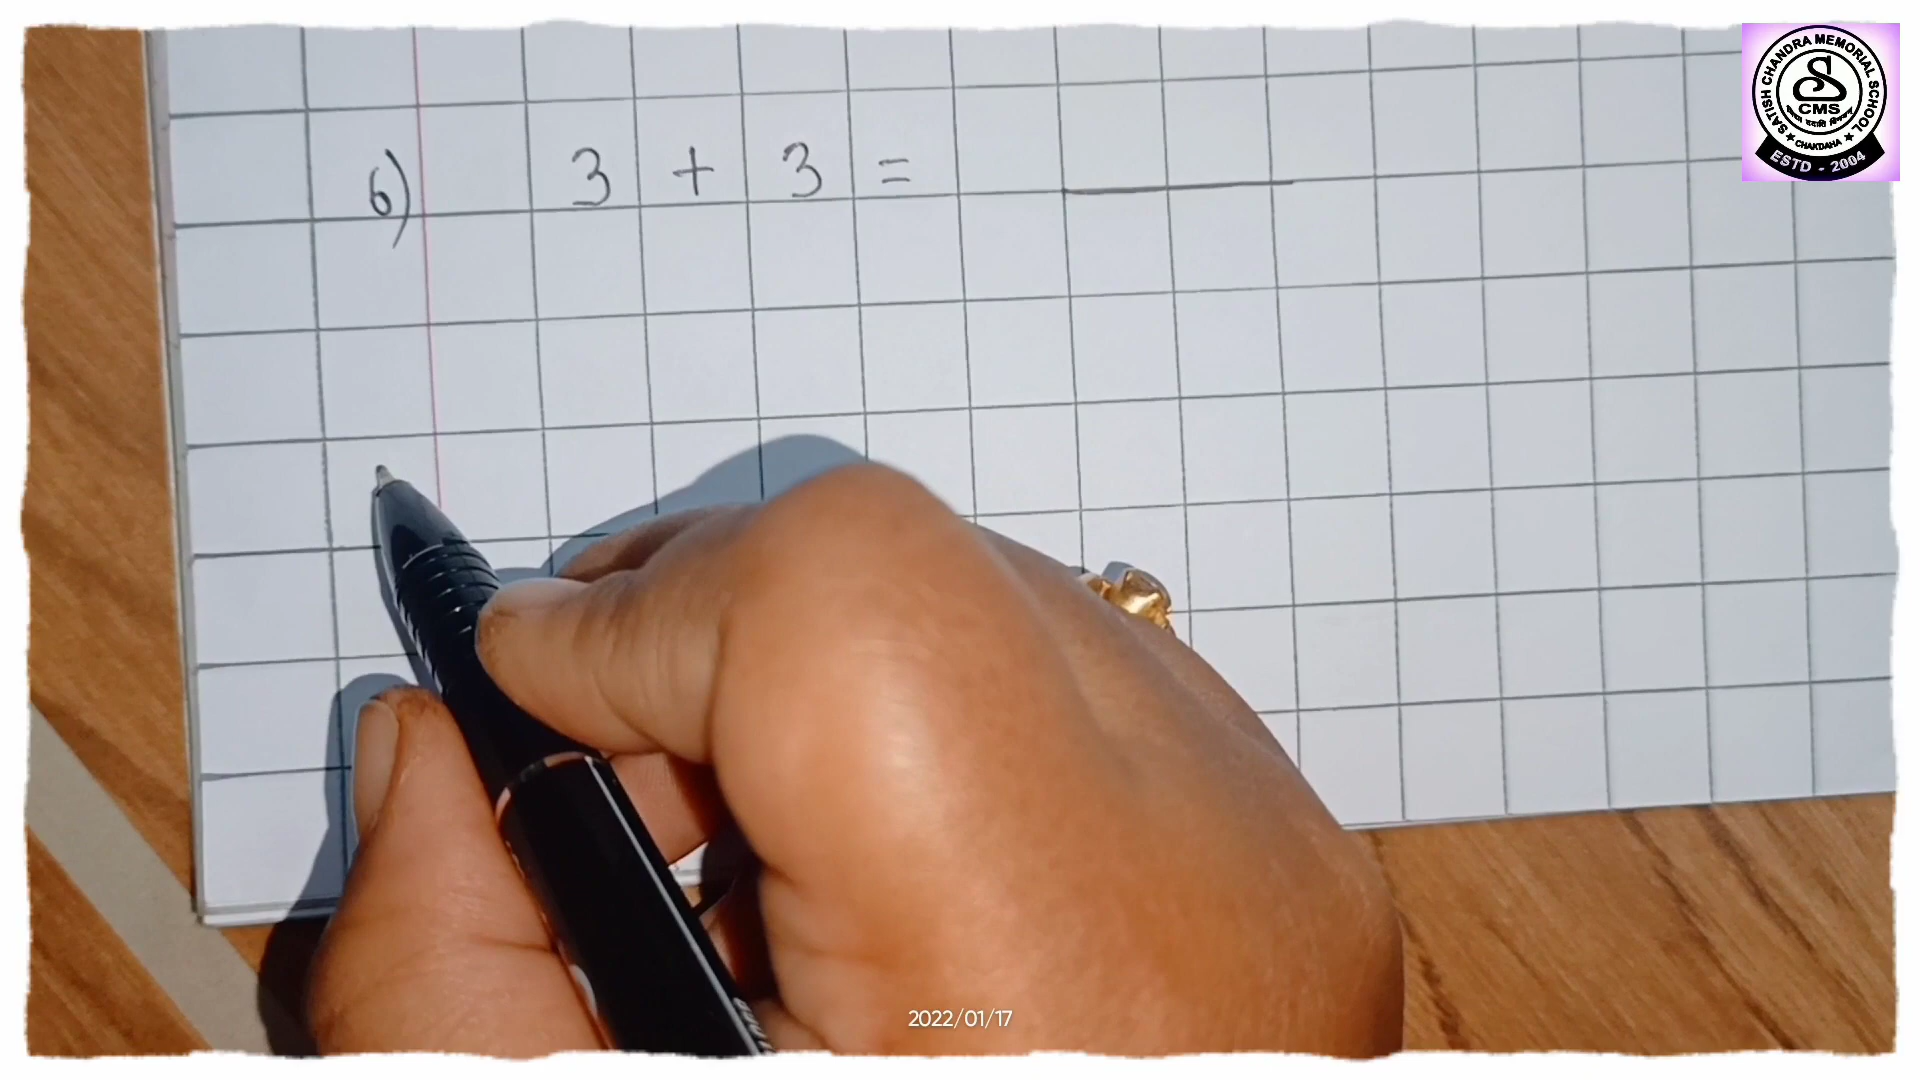 6) 3 + 3 = ____
SATISH CHANDRA MEMORIAL SCHOOL
S
CMS
CHAKDAHA
ESTD - 2004
2022/01/17